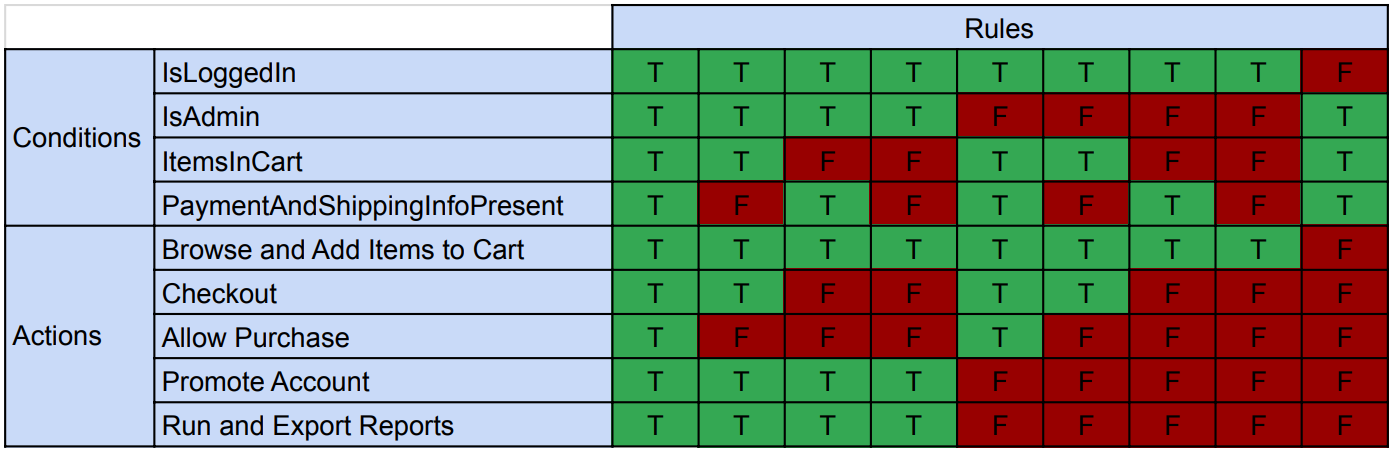 Rules
Conditions
IsLoggedIn T T T T T T T T F
IsAdmin T T T T F F F F T
ItemsInCart T T F F T T F F T
PaymentAndShippingInfoPresent T F T F T F T F T
Actions
Browse and Add Items to Cart T T T T T T T T F
Checkout T T F F T T F F F
Allow Purchase T F F F T F F F F
Promote Account T T T T F F F F F
Run and Export Reports T T T T F F F F F